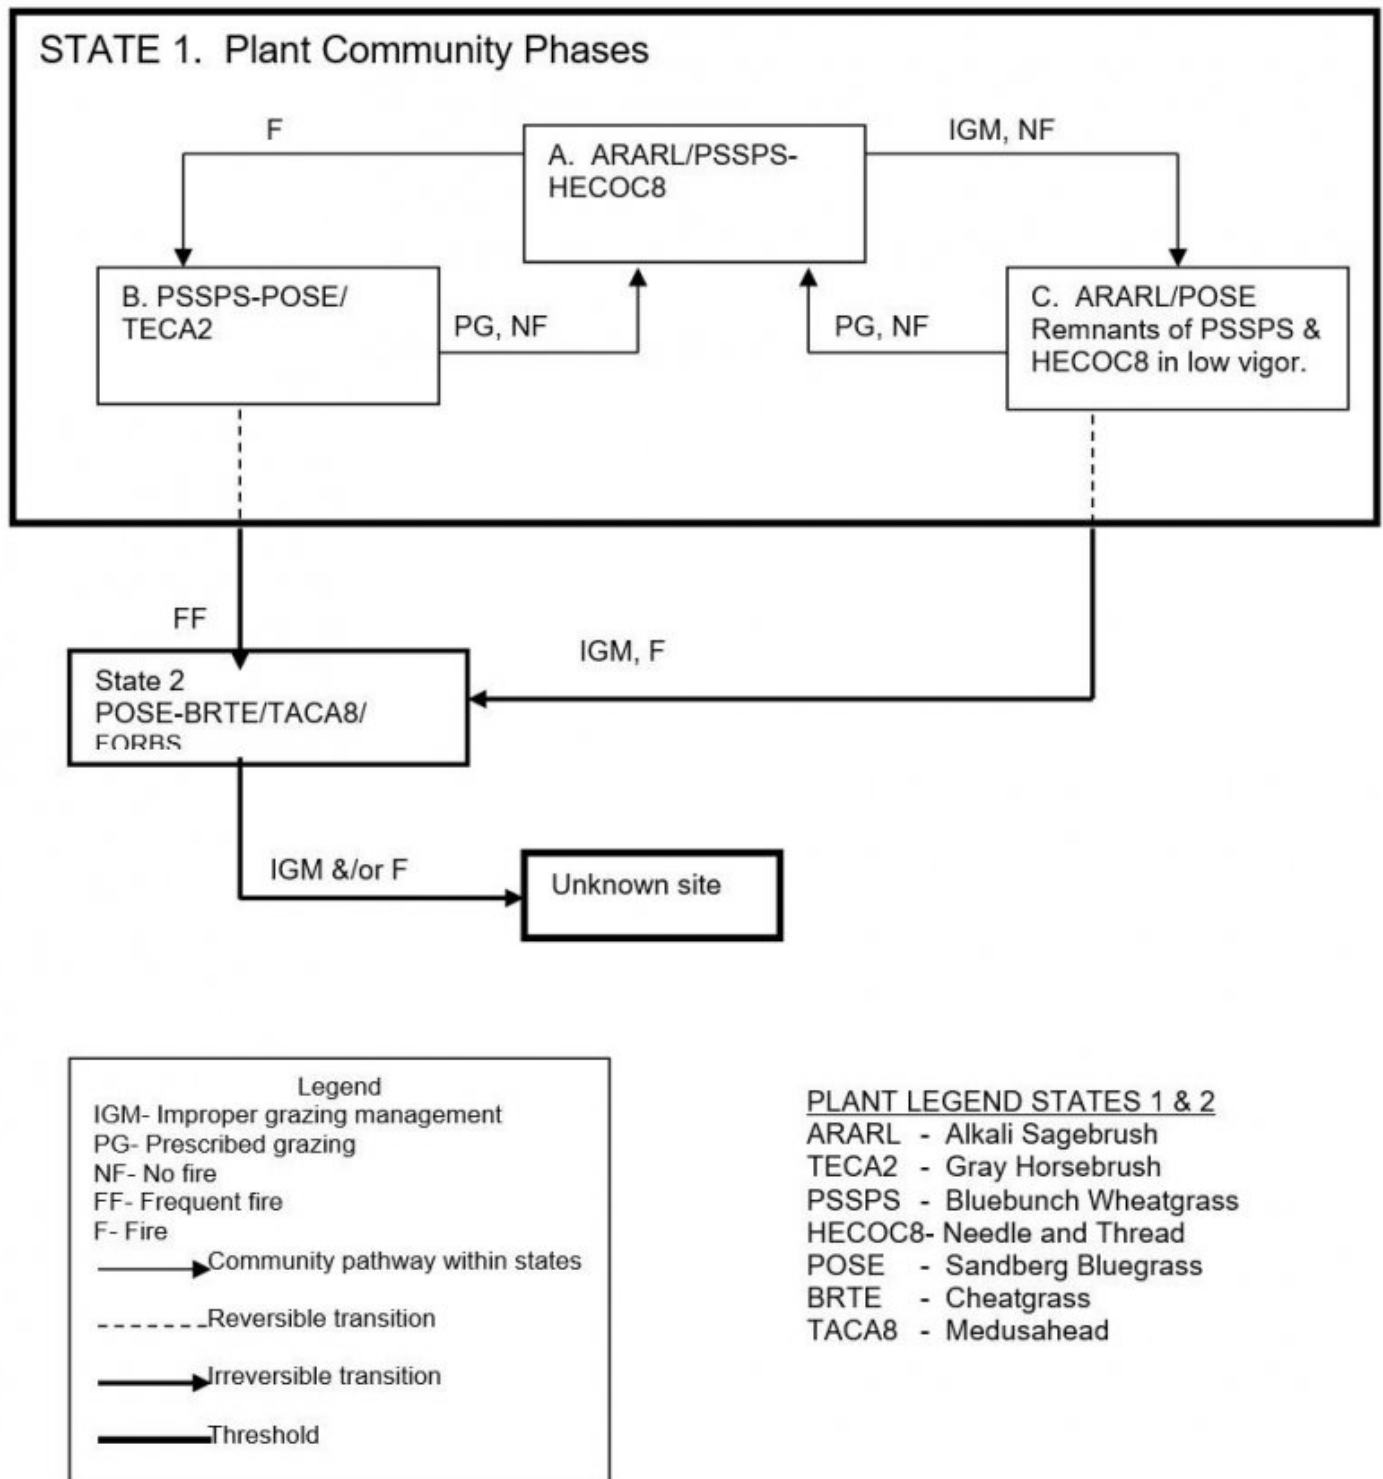 STATE 1. Plant Community Phases
F
IGM, NF
A. ARARL/PSSPS-
HECOC8
B. PSSPS-POSE/
TECA2
PG, NF
PG, NF
C. ARARL/POSE
Remnants of PSSPS &
HECOC8 in low vigor.
FF
IGM, F
State 2
POSE-BRTE/TACA8/
FORBS
IGM &/or F
Unknown site
Legend
IGM- Improper grazing management
PG- Prescribed grazing
NF- No fire
FF- Frequent fire
F- Fire
Community pathway within states
Reversible transition
Irreversible transition
Threshold
PLANT LEGEND STATES 1 & 2
ARARL - Alkali Sagebrush
TECA2 - Gray Horsebrush
PSSPS - Bluebunch Wheatgrass
HECOC8- Needle and Thread
POSE - Sandberg Bluegrass
BRTE - Cheatgrass
TACA8 - Medusahead